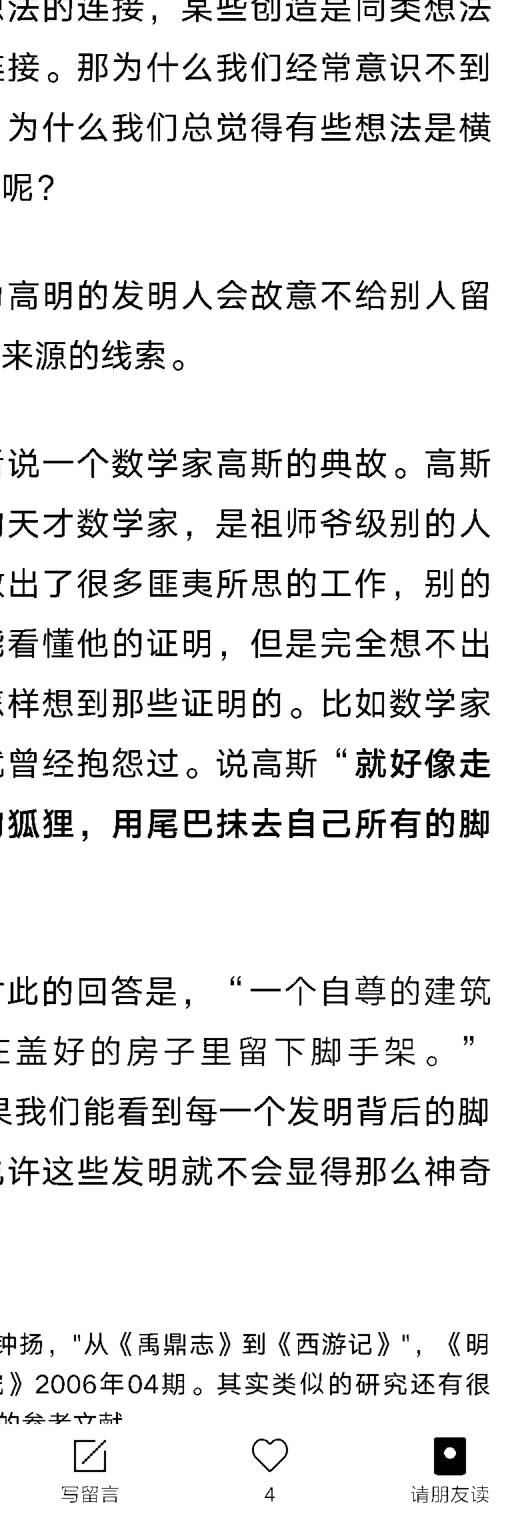 法的连接，某些创造是同类想法
接。那为什么我们经常意识不到
为什么我们总觉得有些想法是横
呢？
高明的发明人会故意不给别人留
来源的线索。
说一个数学家高斯的典故。高斯
天才数学家，是祖师爷级别的人
出了很多匪夷所思的工作，别的
看懂他的证明，但是完全想不出
样想到那些证明的。比如数学家
曾经抱怨过。说高斯“就好像走
狐狸，用尾巴抹去自己所有的脚
此的回答是，“一个自尊的建筑
在盖好的房子里留下脚手架。”
果我们能看到每一个发明背后的脚
许这些发明就不会显得那么神奇
钟扬，"从《禹鼎志》到《西游记》"，《明
》2006年04期。其实类似的研究还有很
的参考文献
写留言
4
请朋友读